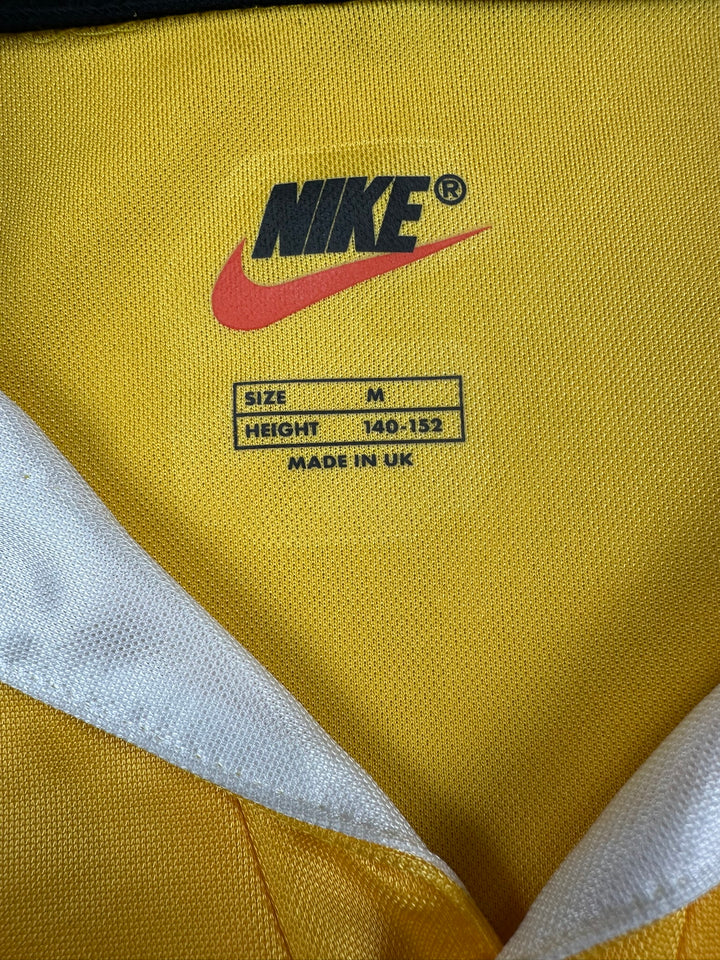 NIKE®
SIZE M
HEIGHT 140-152
MADE IN UK